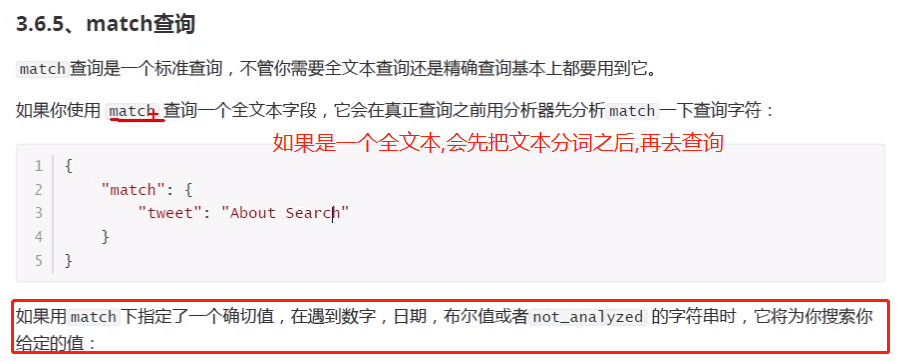 3.6.5、match查询
match查询是一个标准查询，不管你需要全文本查询还是精确查询基本上都要用到它。
如果你使用 match 查询一个全文本字段，它会在真正查询之前用分析器先分析match一下查询字符：
如果是一个全文本,会先把文本分词之后,再去查询
1 {
2 "match": {
3 "tweet": "About Search"
4 }
5 }
如果用match下指定了一个确切值，在遇到数字，日期，布尔值或者not_analyzed 的字符串时，它将为你搜索你
给定的值：